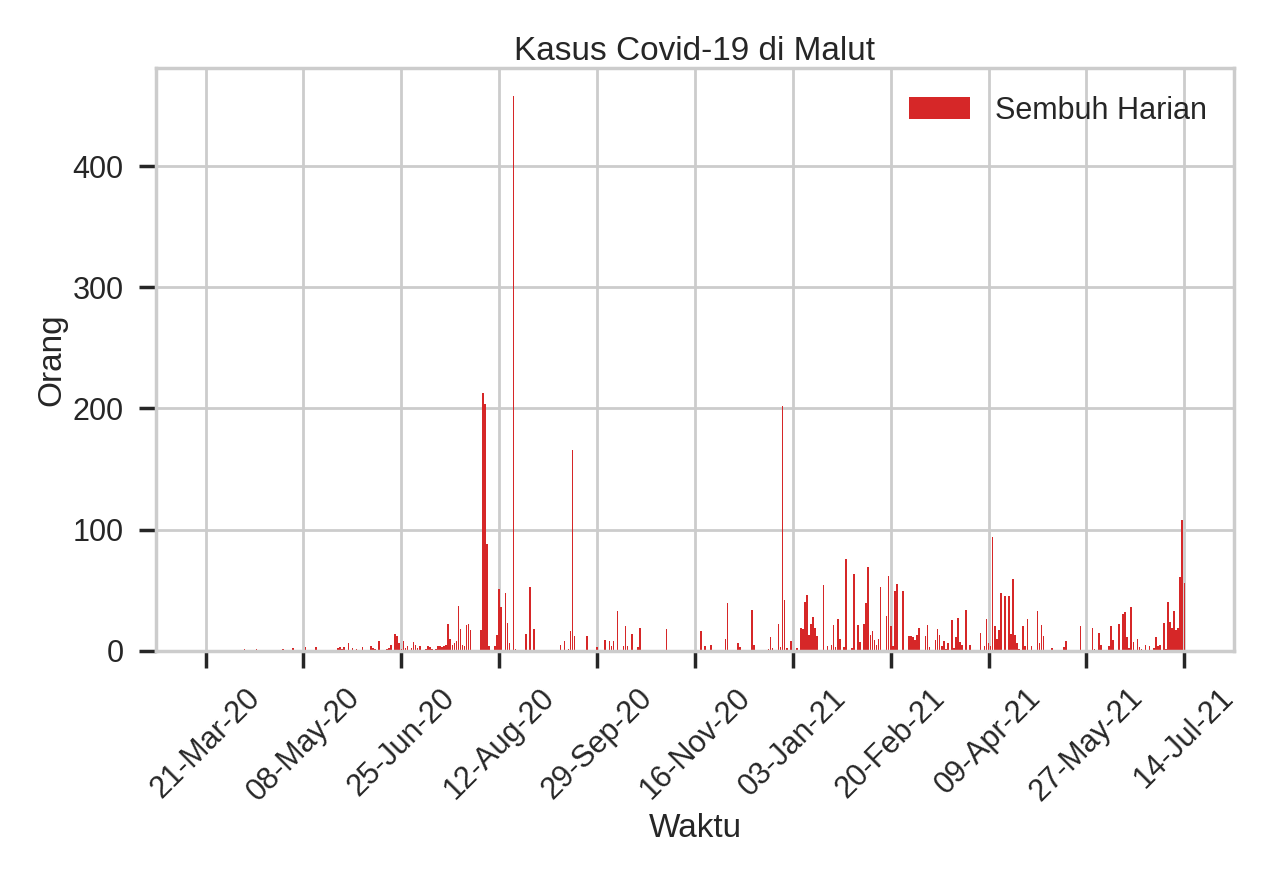 Kasus Covid-19 di Malut
Sembuh Harian
400
300
200
100
0
Orang
21-Mar-20
08-May-20
25-Jun-20
12-Aug-20
29-Sep-20
16-Nov-20
03-Jan-21
20-Feb-21
09-Apr-21
27-May-21
14-Jul-21
Waktu